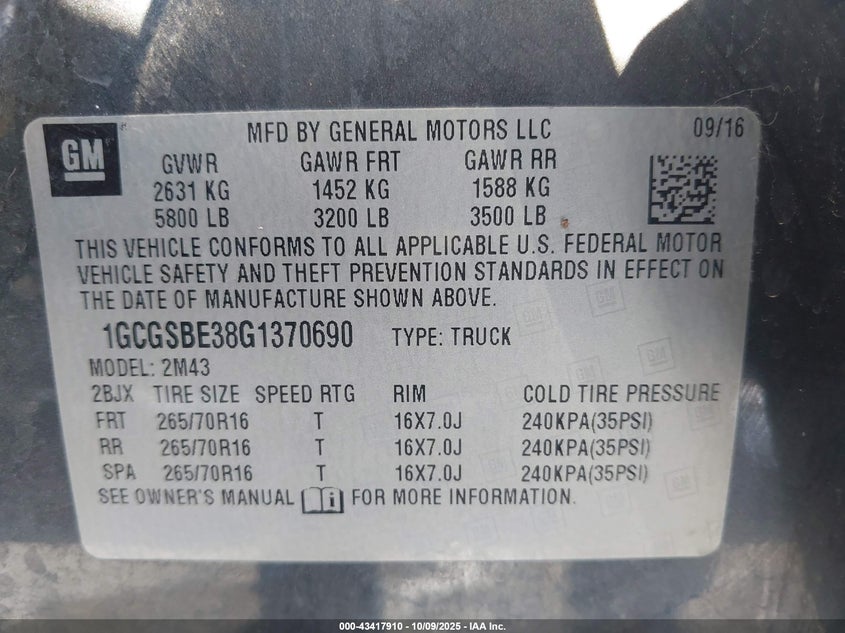 GM
MFD BY GENERAL MOTORS LLC 09/16
GVWR GAWR FRT GAWR RR
2631 KG 1452 KG 1588 KG
5800 LB 3200 LB 3500 LB
THIS VEHICLE CONFORMS TO ALL APPLICABLE U.S. FEDERAL MOTOR
VEHICLE SAFETY AND THEFT PREVENTION STANDARDS IN EFFECT ON
THE DATE OF MANUFACTURE SHOWN ABOVE.
1GCGSBE38G1370690 TYPE: TRUCK
MODEL: 2M43
2BJX TIRE SIZE SPEED RTG RIM COLD TIRE PRESSURE
FRT 265/70R16 T 16X7.0J 240KPA(35PSI)
RR 265/70R16 T 16X7.0J 240KPA(35PSI)
SPA 265/70R16 T 16X7.0J 240KPA(35PSI)
SEE OWNER'S MANUAL i FOR MORE INFORMATION.
000-43417910 - 10/09/2025 - IAA Inc.